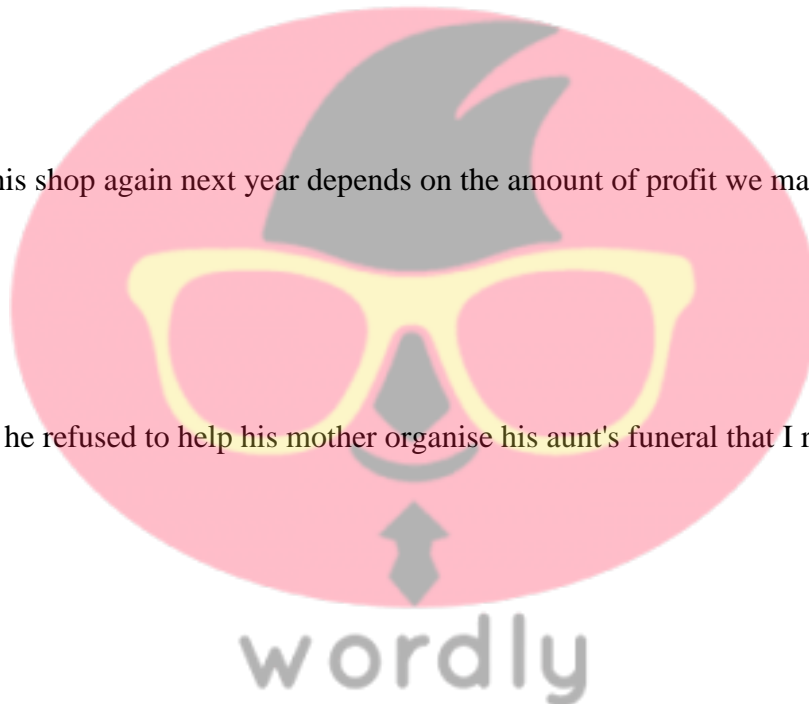 his shop again next year depends on the amount of profit we ma
he refused to help his mother organise his aunt's funeral that I
wordly